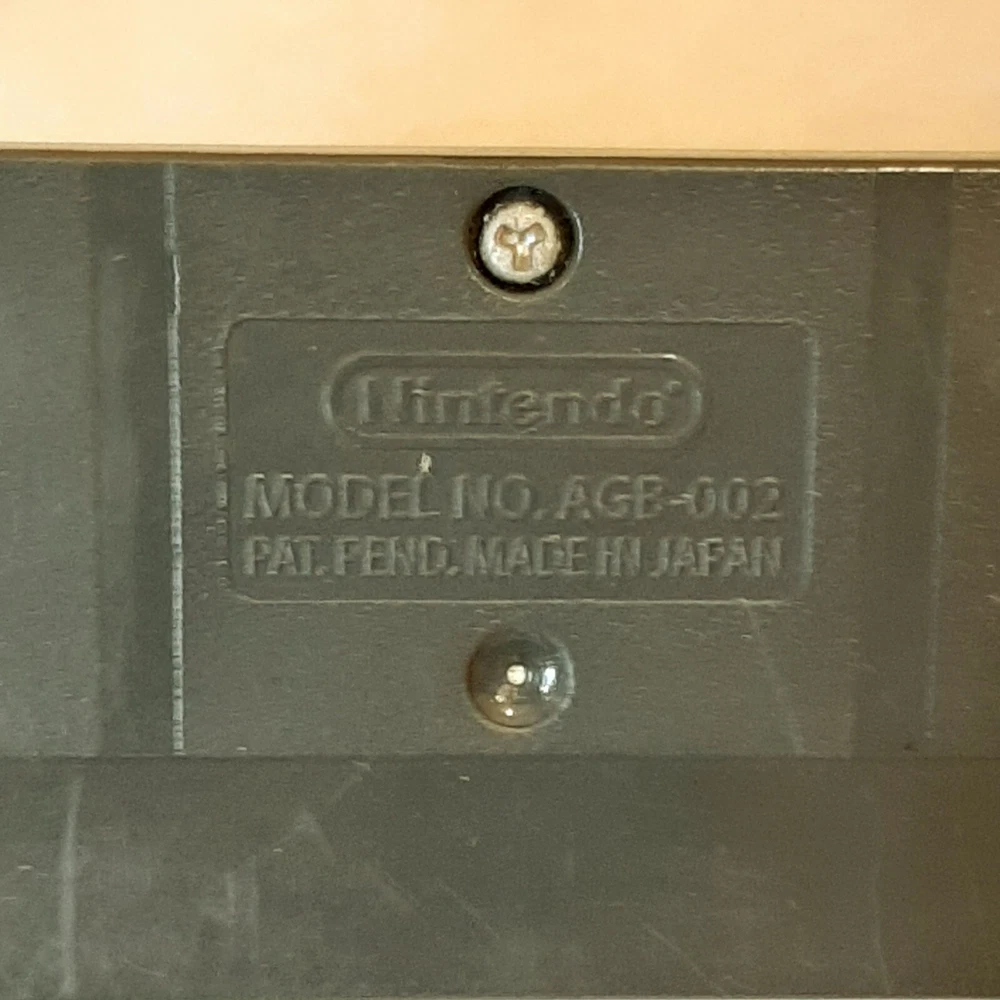 Nintendo®
MODEL NO. AGB-002
PAT. PEND. MADE IN JAPAN